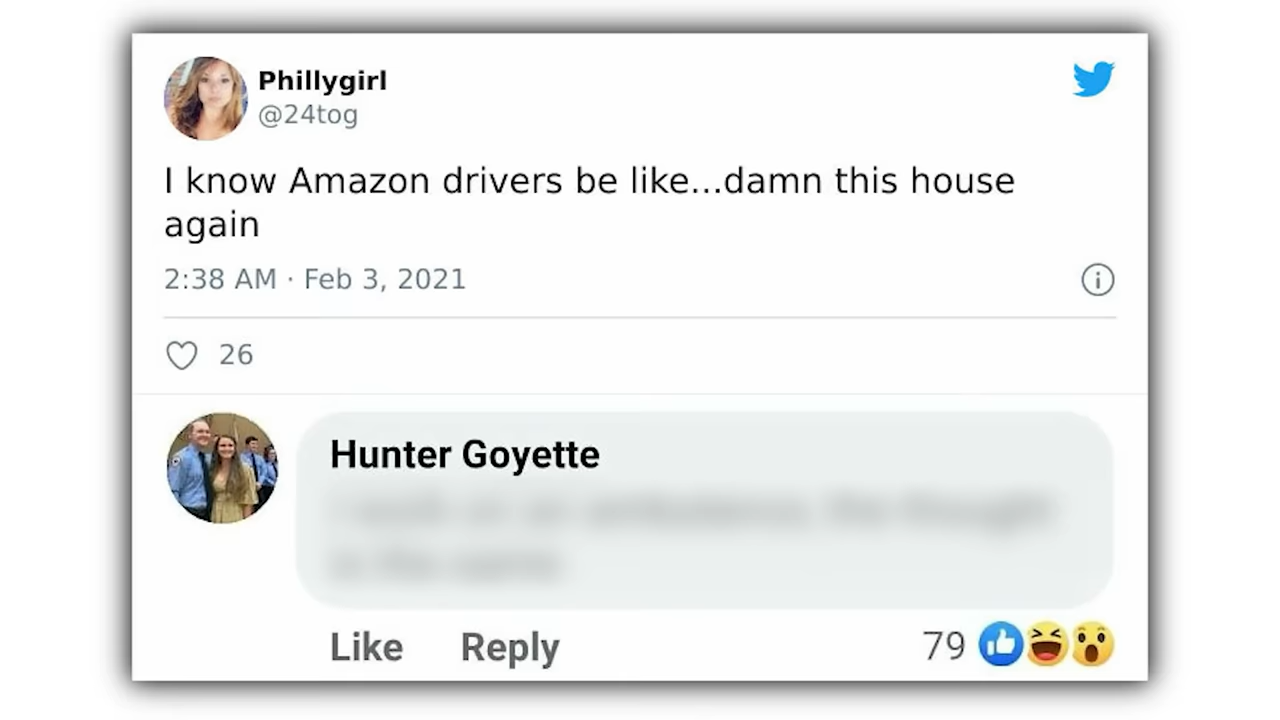 Phillygirl
@24tog
I know Amazon drivers be like...damn this house
again
2:38 AM · Feb 3, 2021
26
Hunter Goyette
Like Reply 79